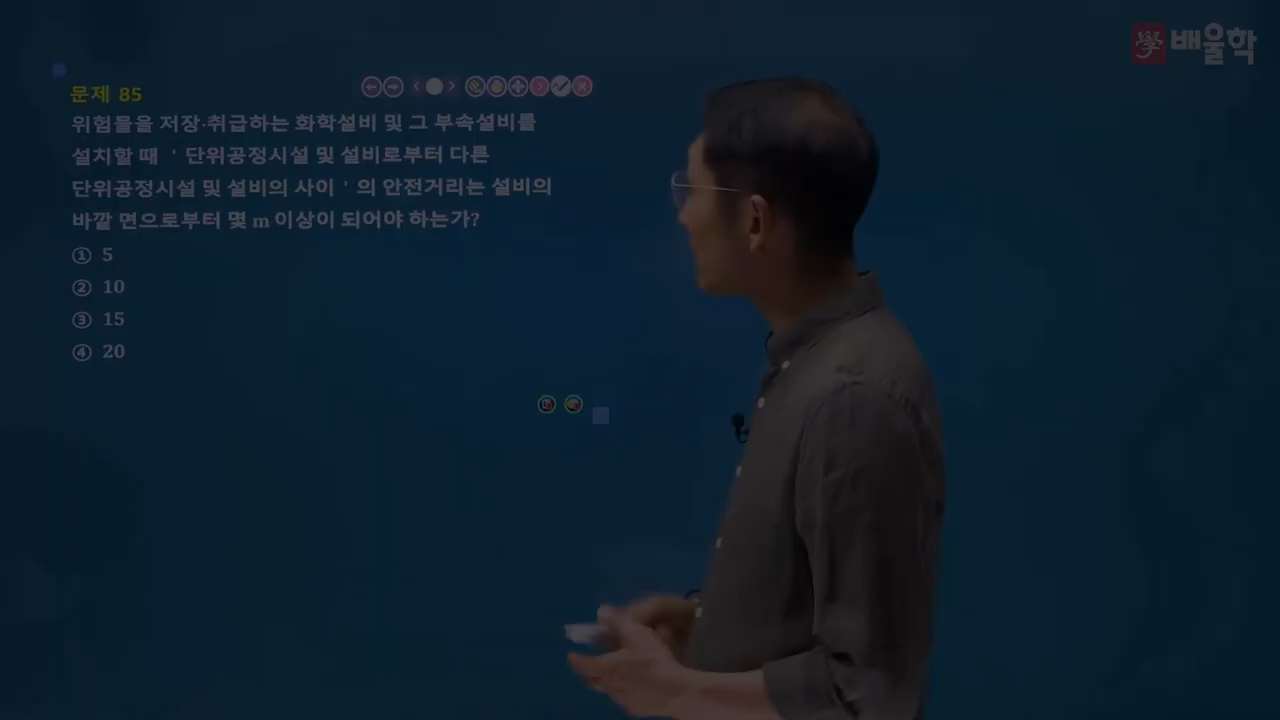 學 배울학
문제 85
위험물을 저장·취급하는 화학설비 및 그 부속설비를
설치할 때 ' 단위공정시설 및 설비로부터 다른
단위공정시설 및 설비의 사이 ' 의 안전거리는 설비의
바깥 면으로부터 몇 m 이상이 되어야 하는가?
① 5
② 10
③ 15
④ 20